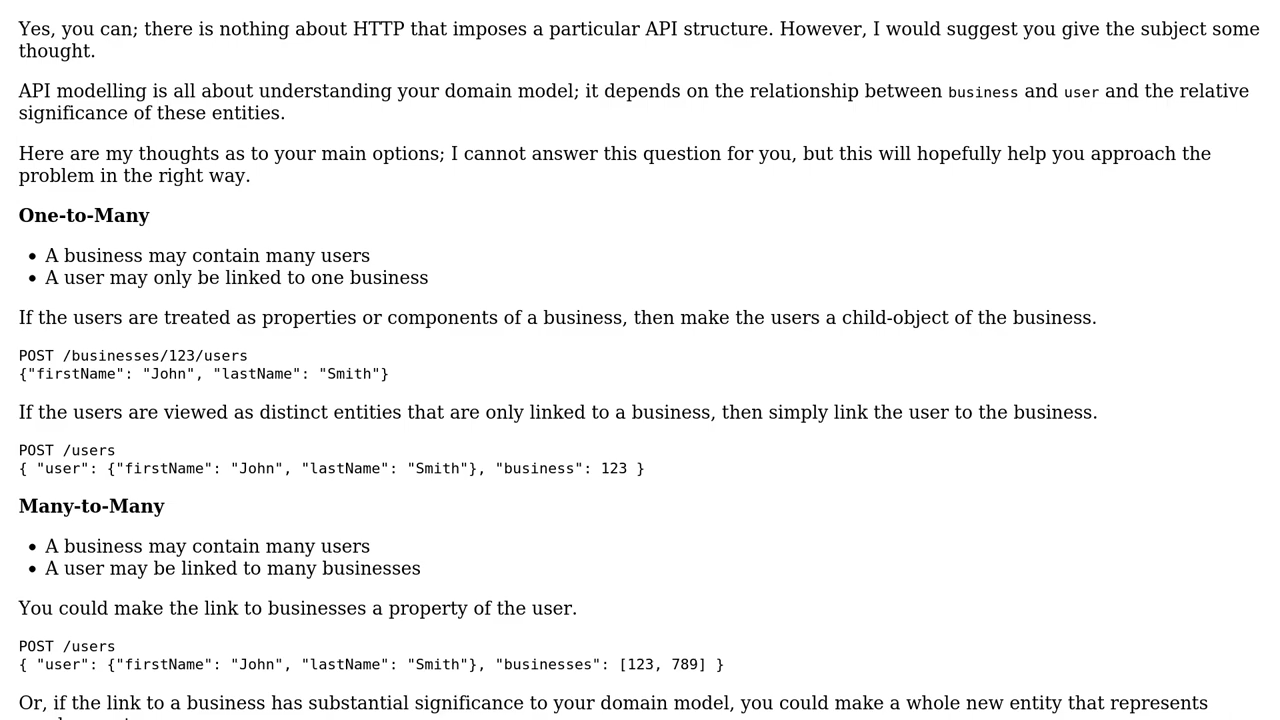 Yes, you can; there is nothing about HTTP that imposes a particular API structure. However, I would suggest you give the subject some
thought.
API modelling is all about understanding your domain model; it depends on the relationship between business and user and the relative
significance of these entities.
Here are my thoughts as to your main options; I cannot answer this question for you, but this will hopefully help you approach the
problem in the right way.
One-to-Many
• A business may contain many users
• A user may only be linked to one business
If the users are treated as properties or components of a business, then make the users a child-object of the business.
POST /businesses/123/users
{"firstName": "John", "lastName": "Smith"}
If the users are viewed as distinct entities that are only linked to a business, then simply link the user to the business.
POST /users
{ "user": {"firstName": "John", "lastName": "Smith"}, "business": 123 }
Many-to-Many
• A business may contain many users
• A user may be linked to many businesses
You could make the link to businesses a property of the user.
POST /users
{ "user": {"firstName": "John", "lastName": "Smith"}, "businesses": [123, 789] }
Or, if the link to a business has substantial significance to your domain model, you could make a whole new entity that represents